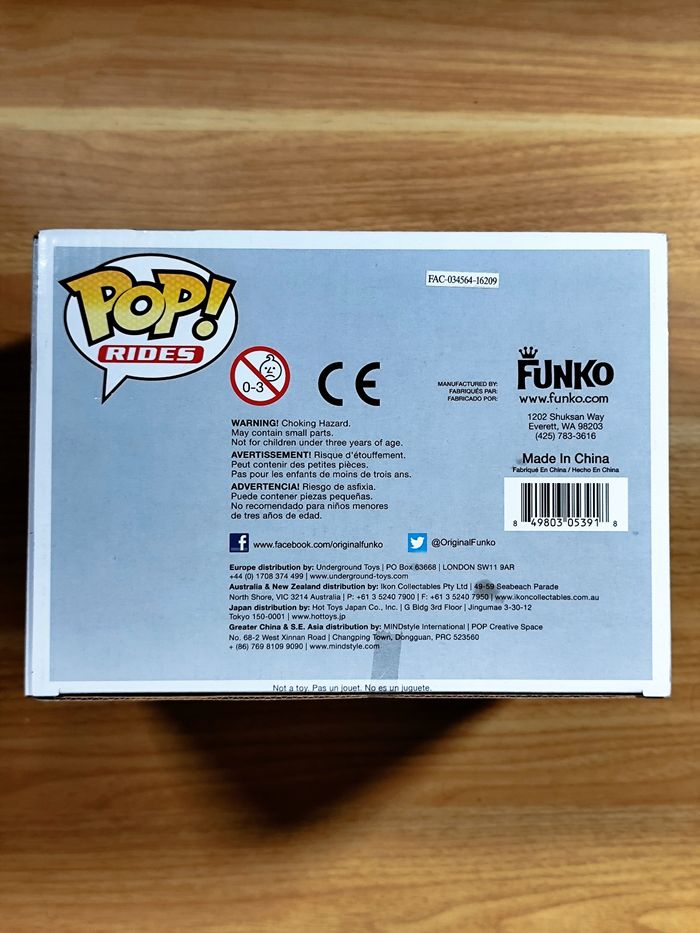 POP!
RIDES
FAC-034564-16209
0-3
CE
MANUFACTURED BY:
FABRIQUÉS PAR:
FABRICADO POR:
FUNKO
www.funko.com
1202 Shuksan Way
Everett, WA 98203
(425) 783-3616
Made In China
Fabriqué En China / Hecho En China
8 49803 05391 8
WARNING! Choking Hazard.
May contain small parts.
Not for children under three years of age.
AVERTISSEMENT! Risque d'étouffement.
Peut contenir des petites pièces.
Pas pour les enfants de moins de trois ans.
ADVERTENCIA! Riesgo de asfixia.
Puede contener piezas pequeñas.
No recomendado para niños menores
de tres años de edad.
www.facebook.com/originalfunko
@OriginalFunko
Europe distribution by: Underground Toys | PO Box 63668 | LONDON SW11 9AR
+44 (0) 1708 374 499 | www.underground-toys.com
Australia & New Zealand distribution by: Ikon Collectables Pty Ltd | 49-59 Seabeach Parade
North Shore, VIC 3214 Australia | P: +61 3 5240 7900 | F: +61 3 5240 7950 | www.ikoncollectables.com.au
Japan distribution by: Hot Toys Japan Co., Inc. | G Bldg 3rd Floor | Jingumae 3-30-12
Tokyo 150-0001 | www.hottoys.jp
Greater China & S.E. Asia distribution by: MINDstyle International | POP Creative Space
No. 68-2 West Xinnan Road | Changping Town, Dongguan, PRC 523560
+ (86) 769 8109 9090 | www.mindstyle.com
Not a toy. Pas un jouet. No es un juguete.